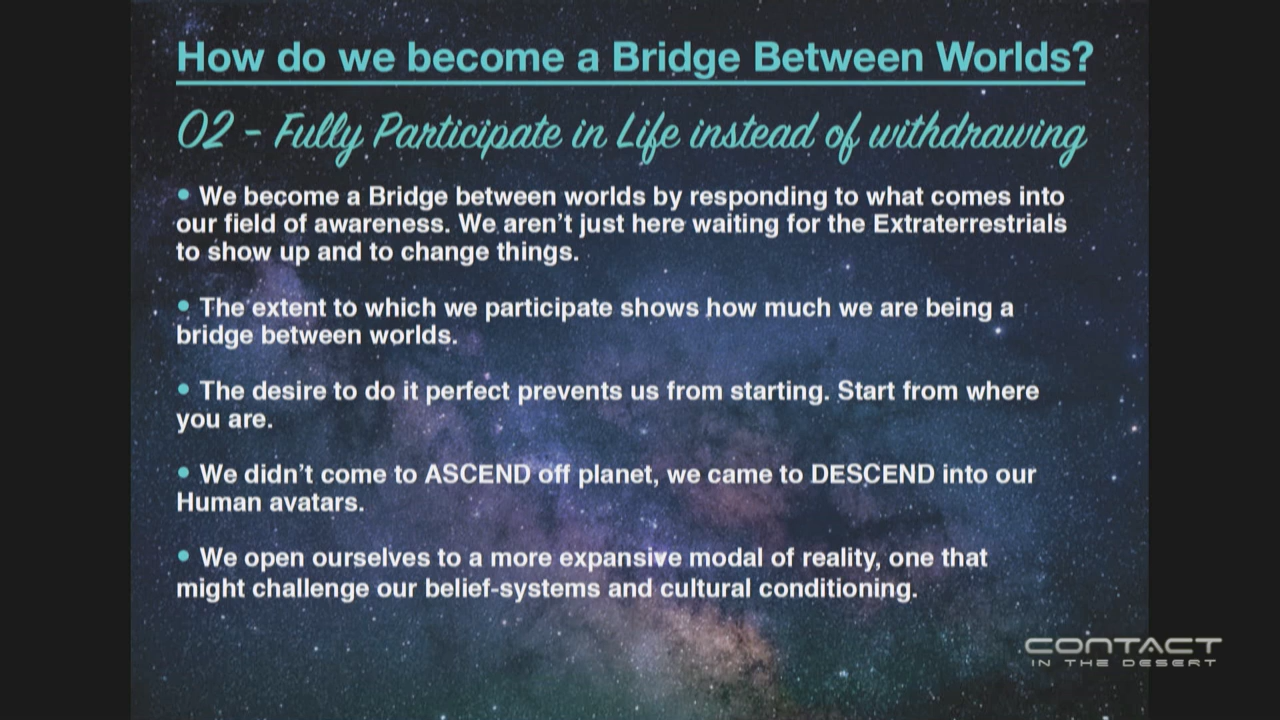 How do we become a Bridge Between Worlds?
02 - Fully Participate in Life instead of withdrawing
• We become a Bridge between worlds by responding to what comes into
our field of awareness. We aren't just here waiting for the Extraterrestrials
to show up and to change things.
• The extent to which we participate shows how much we are being a
bridge between worlds.
• The desire to do it perfect prevents us from starting. Start from where
you are.
• We didn't come to ASCEND off planet, we came to DESCEND into our
Human avatars.
• We open ourselves to a more expansive modal of reality, one that
might challenge our belief-systems and cultural conditioning.
CONTACT
IN THE DESERT